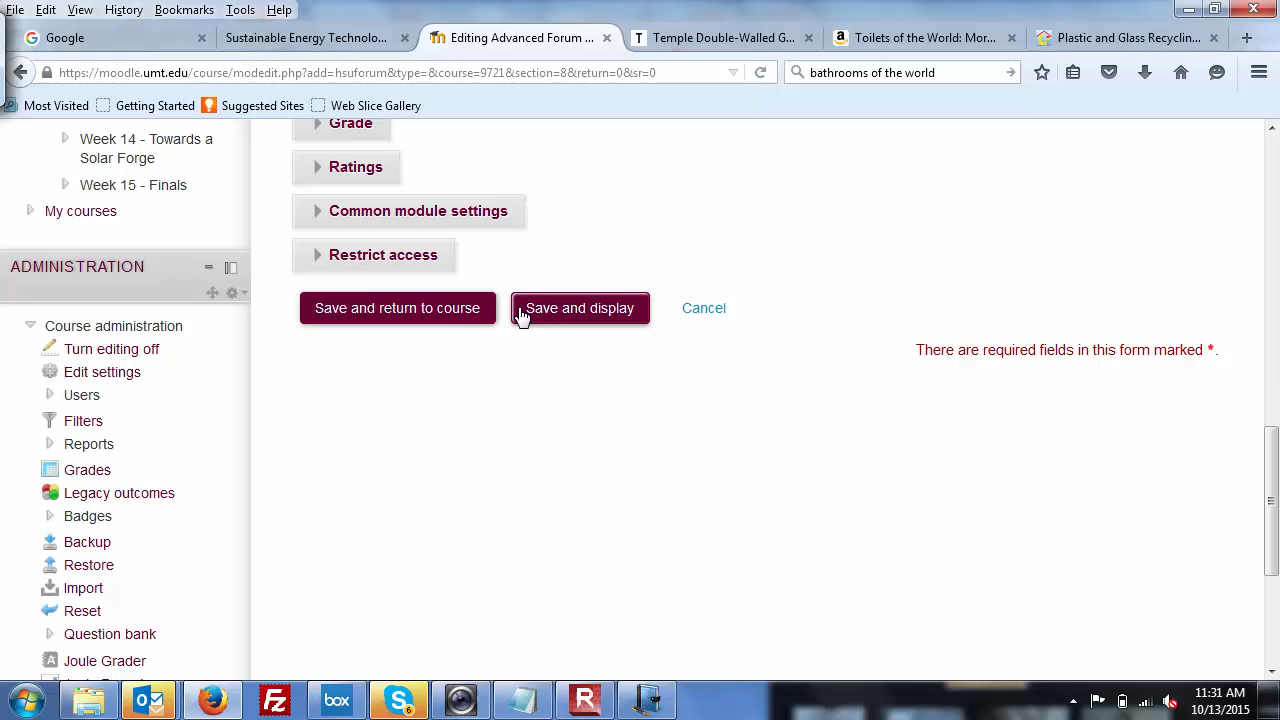 File Edit View History Bookmarks Tools Help
Google
Sustainable Energy Technolo...
Editing Advanced Forum ...
Temple Double-Walled G...
Toilets of the World: Mor...
Plastic and Glass Recyclin...
https://moodle.umt.edu/course/modedit.php?add=hsuforum&type=&course=9721&section=8&return=0&sr=0
bathrooms of the world
Most Visited Getting Started Suggested Sites Web Slice Gallery
Week 14 - Towards a
Solar Forge
Week 15 - Finals
My courses
ADMINISTRATION
Course administration
Turn editing off
Edit settings
Users
Filters
Reports
Grades
Legacy outcomes
Badges
Backup
Restore
Import
Reset
Question bank
Joule Grader
Grade
Ratings
Common module settings
Restrict access
Save and return to course Save and display Cancel
There are required fields in this form marked *.
box
11:31 AM
10/13/2015